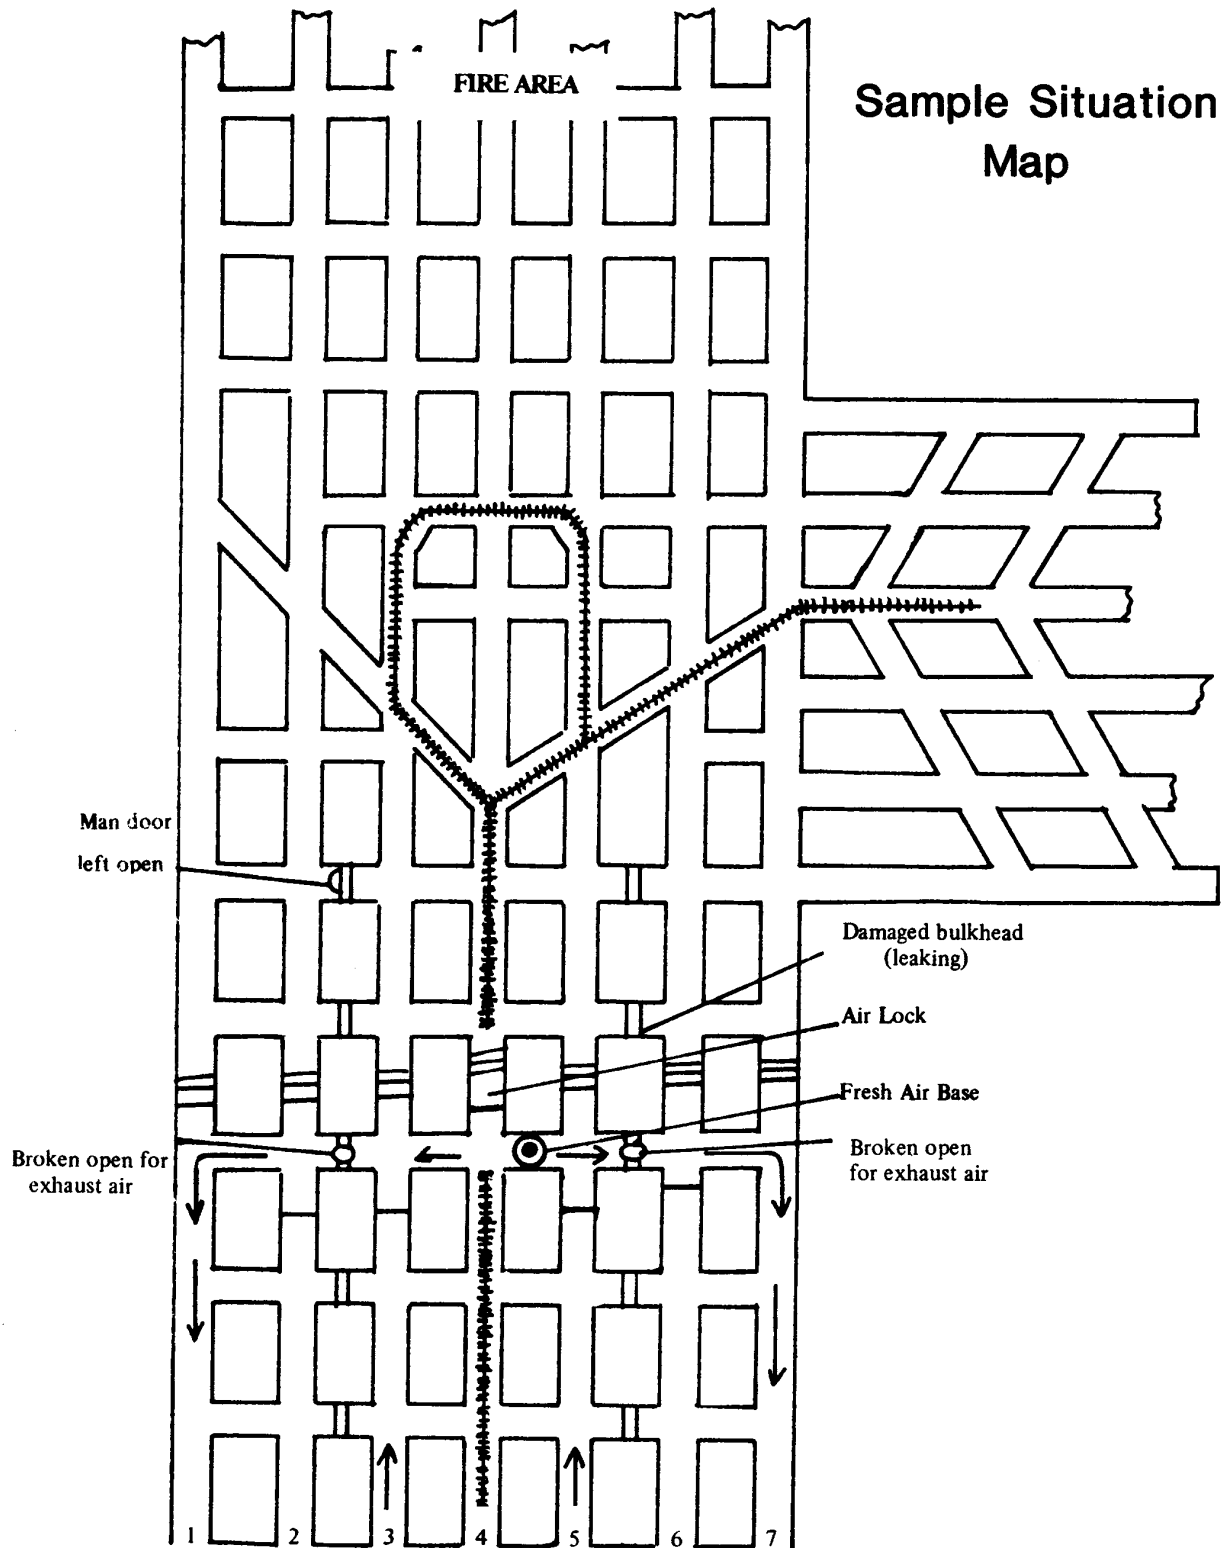 FIRE AREA
Sample Situation
Map
Man door
left open
Damaged bulkhead
(leaking)
Air Lock
Fresh Air Base
Broken open for
exhaust air
Broken open
for exhaust air
1 2 3 4 5 6 7